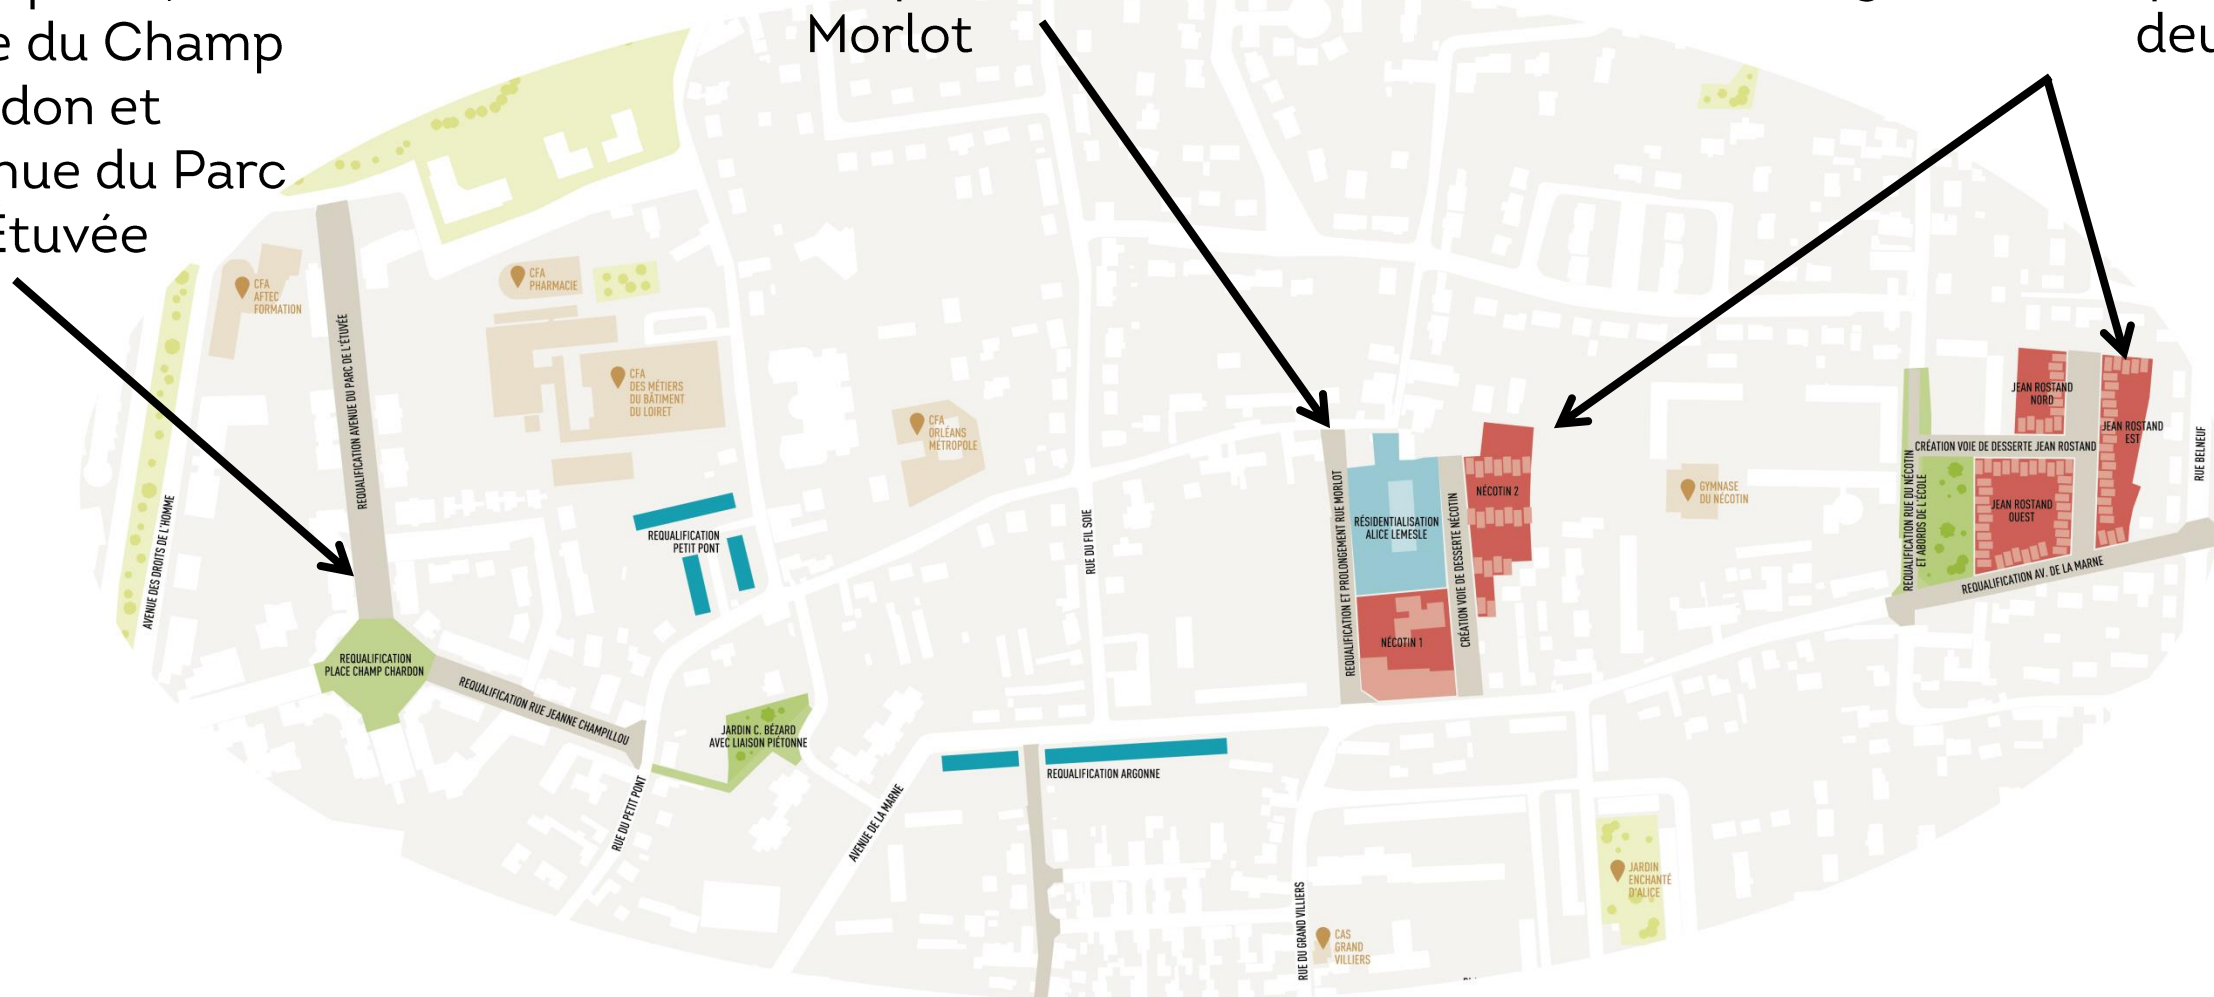 e du Champ
don et
nue du Parc
Etuvée
Morlot
deu
CFA
AFTEC
FORMATION
CFA
PHARMACIE
CFA
DES MÉTIERS
DU BÂTIMENT
DU LOIRET
CFA
ORLÉANS
MÉTROPOLE
REQUALIFICATION AVENUE DU PARC DE L'ÉTUVÉE
AVENUE DES DROITS DE L'HOMME
REQUALIFICATION
PETIT PONT
REQUALIFICATION
PLACE CHAMP CHARDON
REQUALIFICATION RUE JEANNE CHAMPILLOU
JARDIN C. BÉZARD
AVEC LIAISON PIÉTONNE
RUE DU PETIT PONT
AVENUE DE LA MARNE
RUE DU FIL SOIE
REQUALIFICATION ARGONNE
REQUALIFICATION ET PROLONGEMENT RUE MORLOT
RÉSIDENTIALISATION
ALICE LEMESLE
NÉCOTIN 1
CRÉATION VOIE DE DESSERTE NÉCOTIN
NÉCOTIN 2
GYMNASE
DU NÉCOTIN
REQUALIFICATION RUE DU NÉCOTIN
ET ABORDS DE L'ÉCOLE
JEAN ROSTAND
NORD
JEAN ROSTAND
EST
CRÉATION VOIE DE DESSERTE JEAN ROSTAND
JEAN ROSTAND
OUEST
REQUALIFICATION AV. DE LA MARNE
RUE BELNEUF
RUE DU GRAND VILLIERS
CAS
GRAND
VILLIERS
JARDIN
ENCHANTÉ
D'ALICE